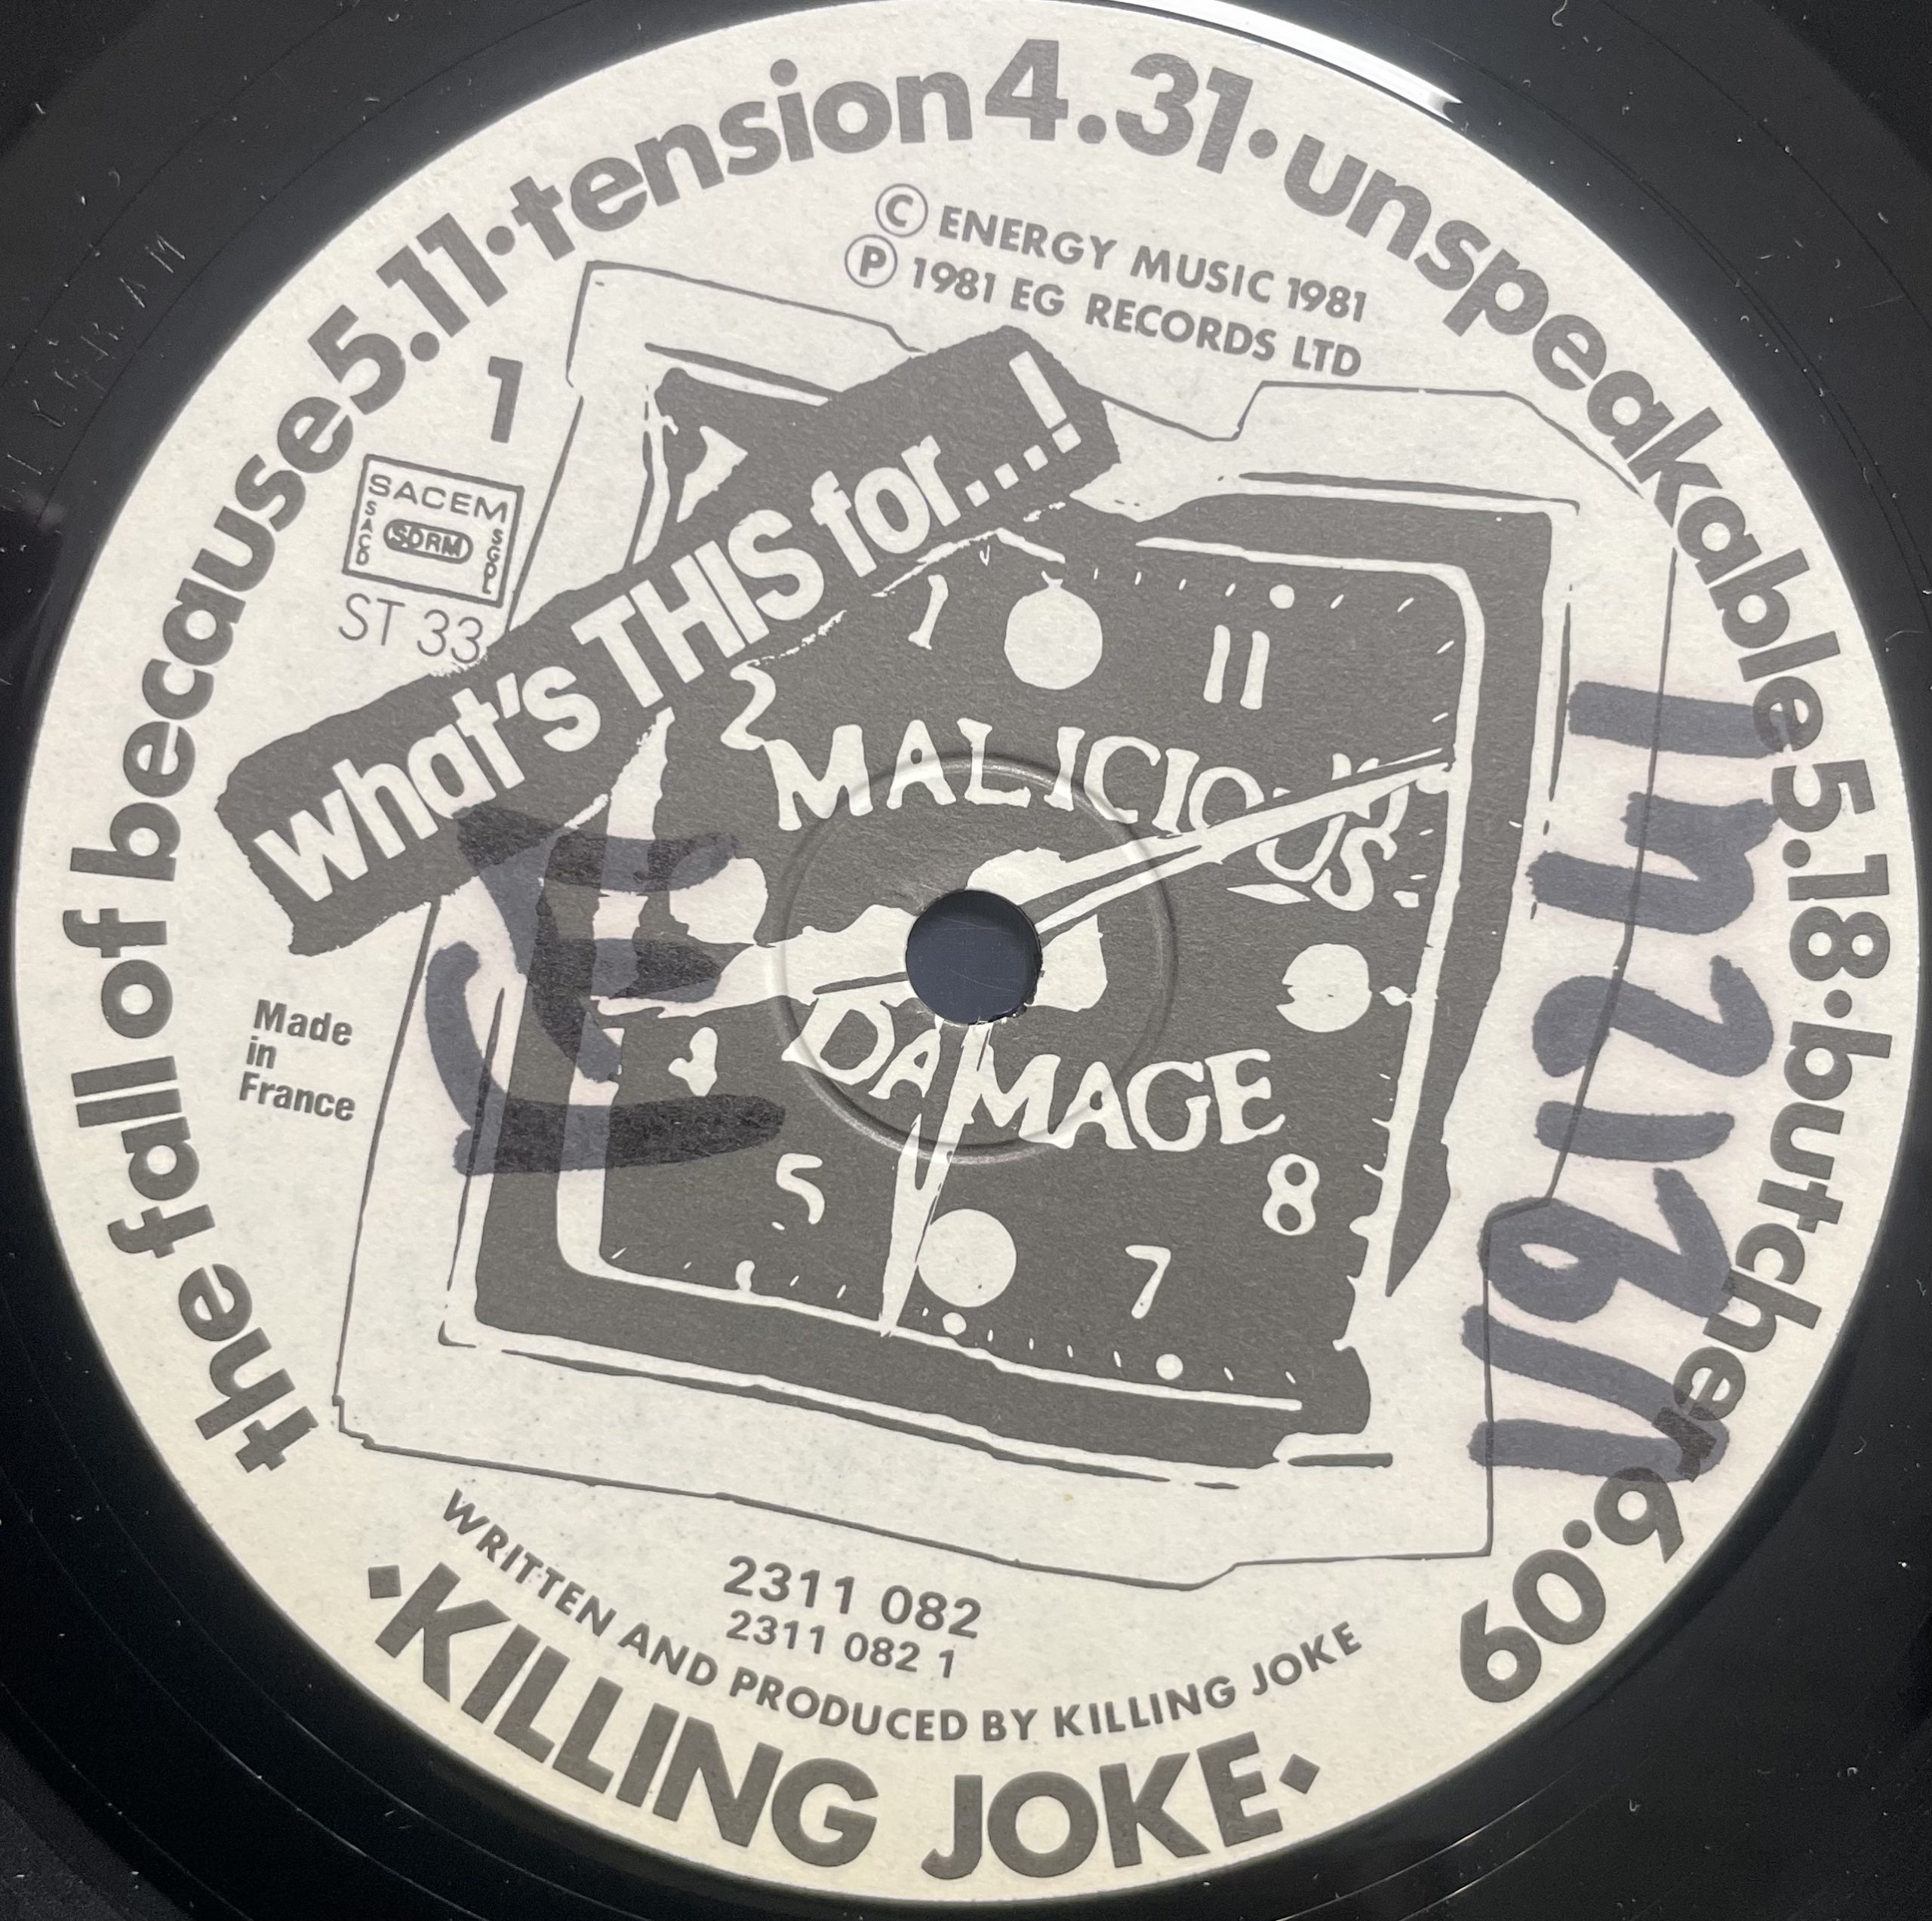 the fall of because 5.11 · tension 4.31 · unspeakable 5.18 · butcher 6.09
© ENERGY MUSIC 1981
℗ 1981 EG RECORDS LTD
1
SACEM
SACD
SDRM
SGDL
ST 33
What's THIS for...!
1
11
2
MALICIOUS
DAMAGE
4
5
8
7
Made
in
France
2311 082
2311 082 1
WRITTEN AND PRODUCED BY KILLING JOKE
·KILLING JOKE·